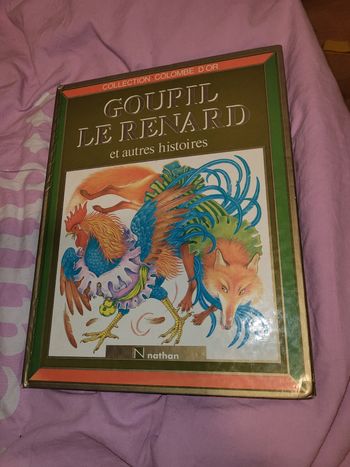 COLLECTION COLOMBE D'OR
GOUPIL
LE RENARD
et autres histoires
N nathan